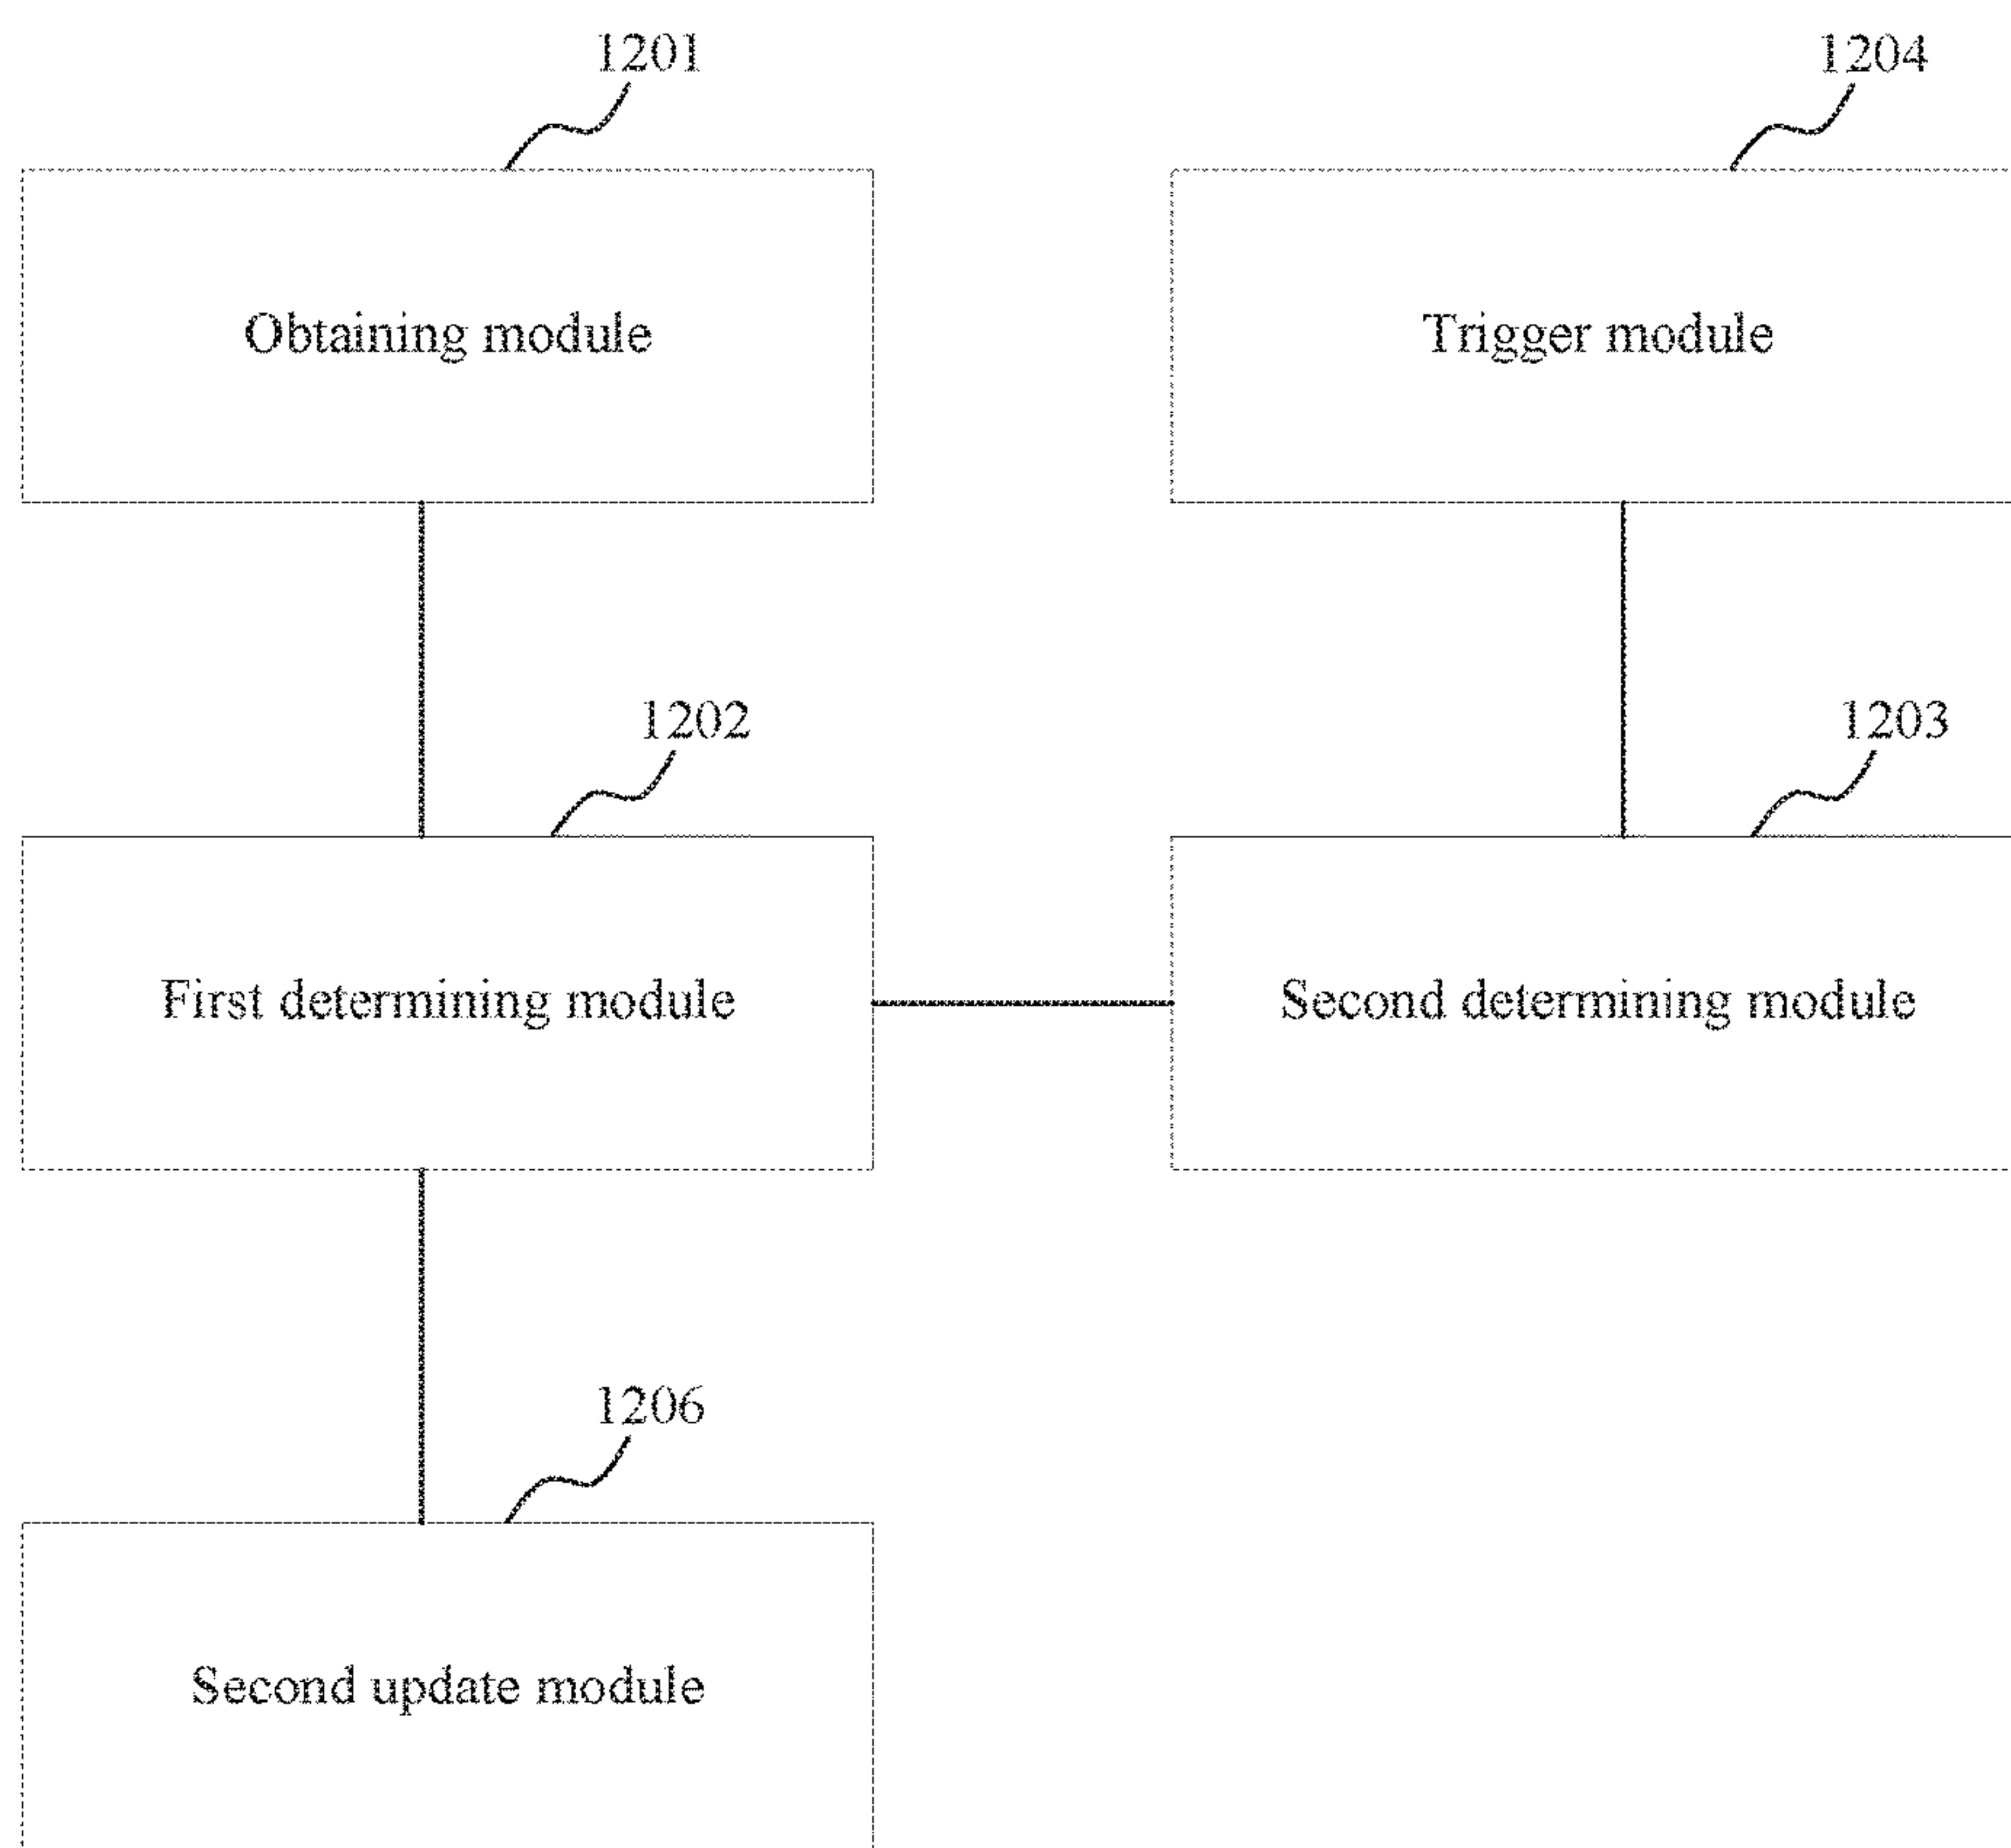 1201
1204
Obtaining module
Trigger module
1202
1203
First determining module
Second determining module
1206
Second update module